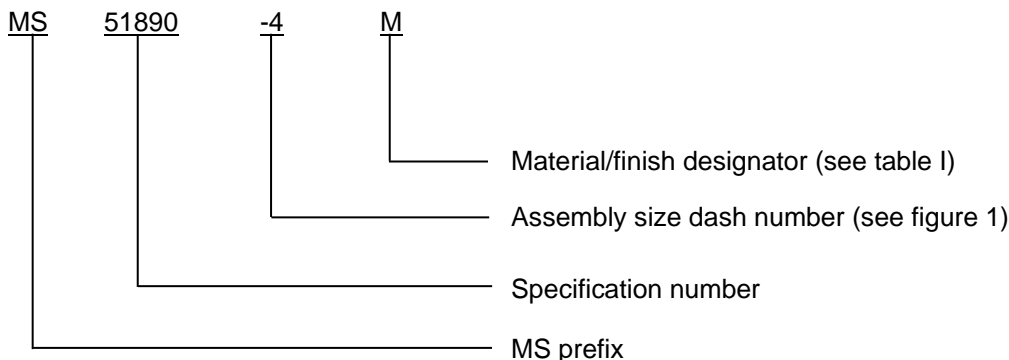 MS 51890 -4 M
Material/finish designator (see table I)
Assembly size dash number (see figure 1)
Specification number
MS prefix